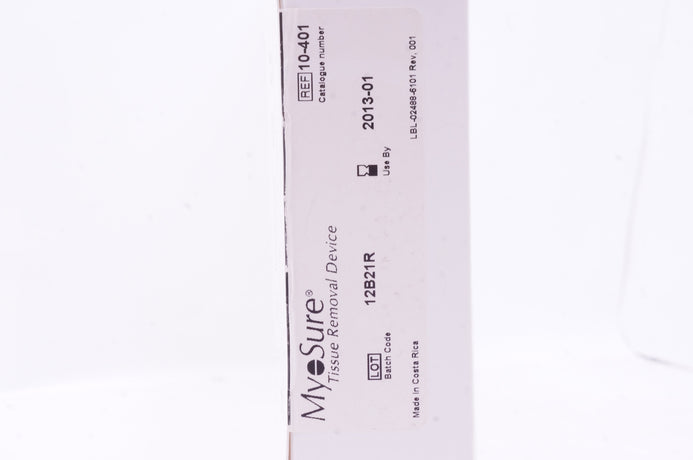 MyoSure®
Tissue Removal Device
REF 10-401
Catalogue number
LOT 12B21R
Batch Code
2013-01
Use By
Made in Costa Rica
LBL-02488-6101 Rev. 001